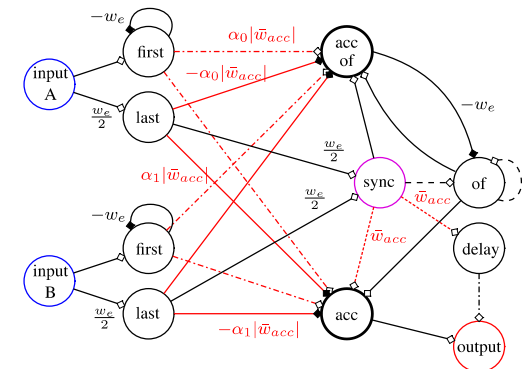 −w_e
first
α_0|w̄_acc|
acc
of
input
A
−α_0|w̄_acc|
−w_e
w_e/2
last
w_e/2
sync
of
α_1|w̄_acc|
w_e/2
w̄_acc
−w_e
first
w̄_acc
delay
input
B
w_e/2
last
acc
−α_1|w̄_acc|
output